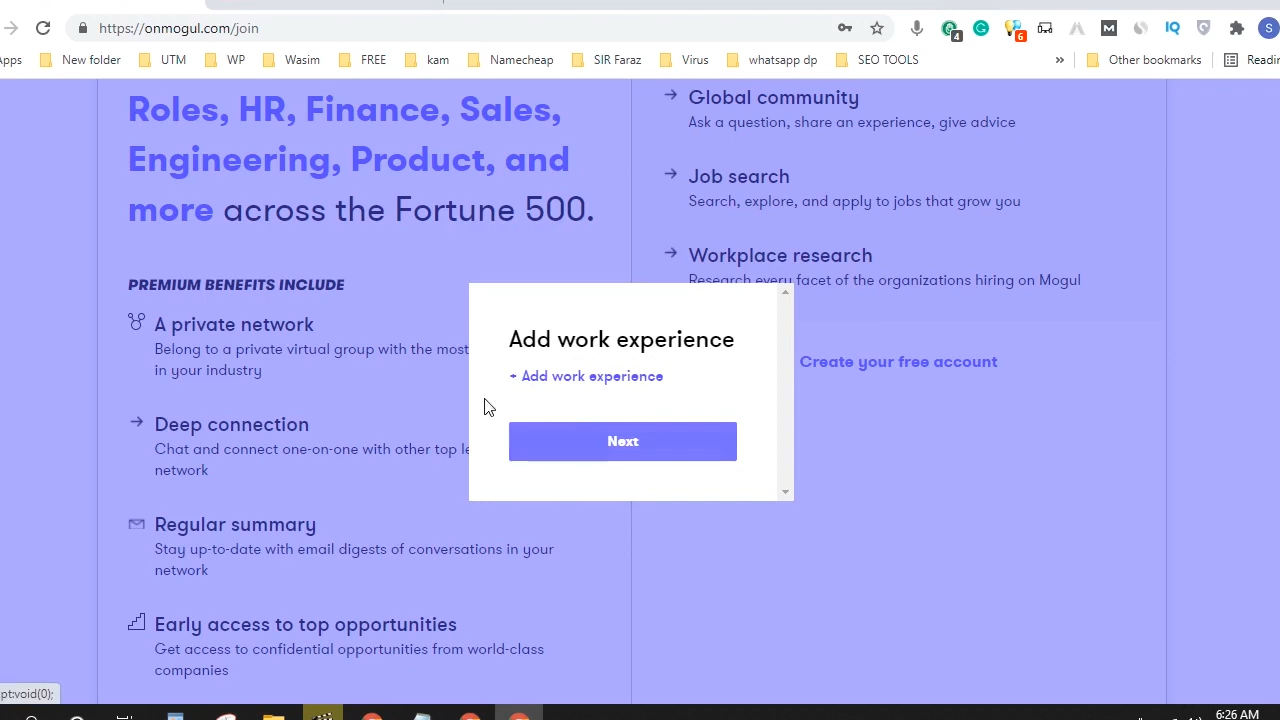 https://onmogul.com/join
4
6
S
Apps New folder UTM WP Wasim FREE kam Namecheap SIR Faraz Virus whatsapp dp SEO TOOLS » Other bookmarks
Roles, HR, Finance, Sales,
Engineering, Product, and
more across the Fortune 500.
PREMIUM BENEFITS INCLUDE
A private network
Belong to a private virtual group with the most
in your industry
Deep connection
Chat and connect one-on-one with other top
network
Regular summary
Stay up-to-date with email digests of conversations in your
network
Early access to top opportunities
Get access to confidential opportunities from world-class
companies
Global community
Ask a question, share an experience, give advice
Job search
Search, explore, and apply to jobs that grow you
Workplace research
Research every facet of the organizations hiring on Mogul
Create your free account
Add work experience
+ Add work experience
Next
pt:void(0);
6:26 AM